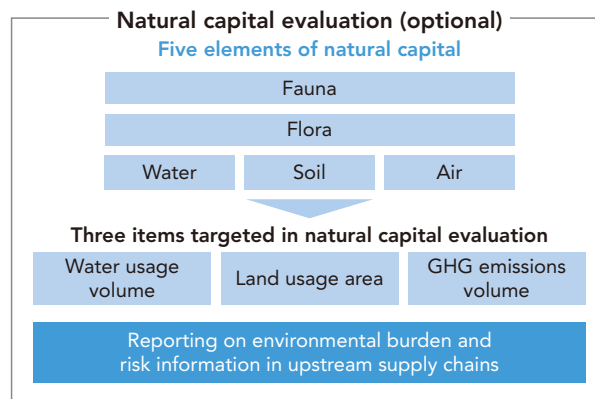 Natural capital evaluation (optional)
Five elements of natural capital
Fauna
Flora
Water
Soil
Air
Three items targeted in natural capital evaluation
Water usage
volume
Land usage area
GHG emissions
volume
Reporting on environmental burden and
risk information in upstream supply chains